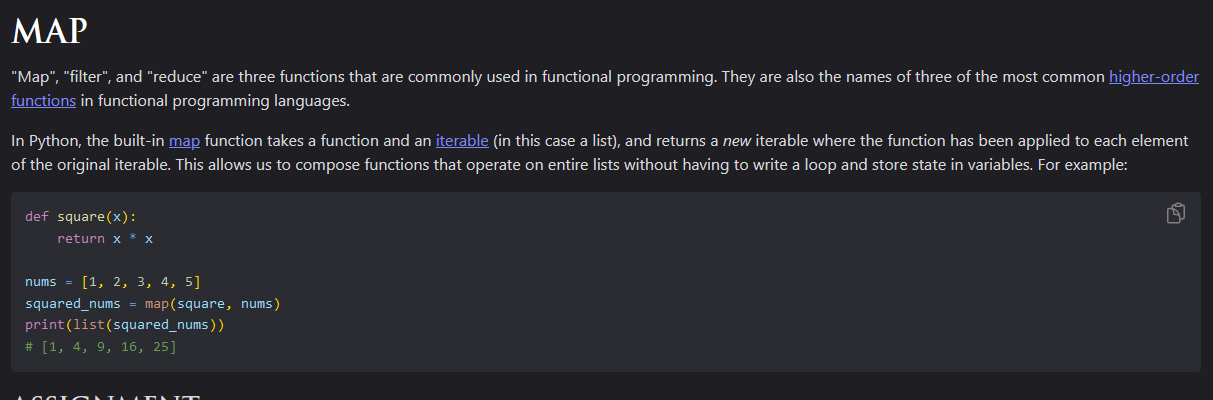 MAP
"Map", "filter", and "reduce" are three functions that are commonly used in functional programming. They are also the names of three of the most common higher-order
functions in functional programming languages.
In Python, the built-in map function takes a function and an iterable (in this case a list), and returns a new iterable where the function has been applied to each element
of the original iterable. This allows us to compose functions that operate on entire lists without having to write a loop and store state in variables. For example:
def square(x):
    return x * x
nums = [1, 2, 3, 4, 5]
squared_nums = map(square, nums)
print(list(squared_nums))
# [1, 4, 9, 16, 25]
ASSIGNMENT